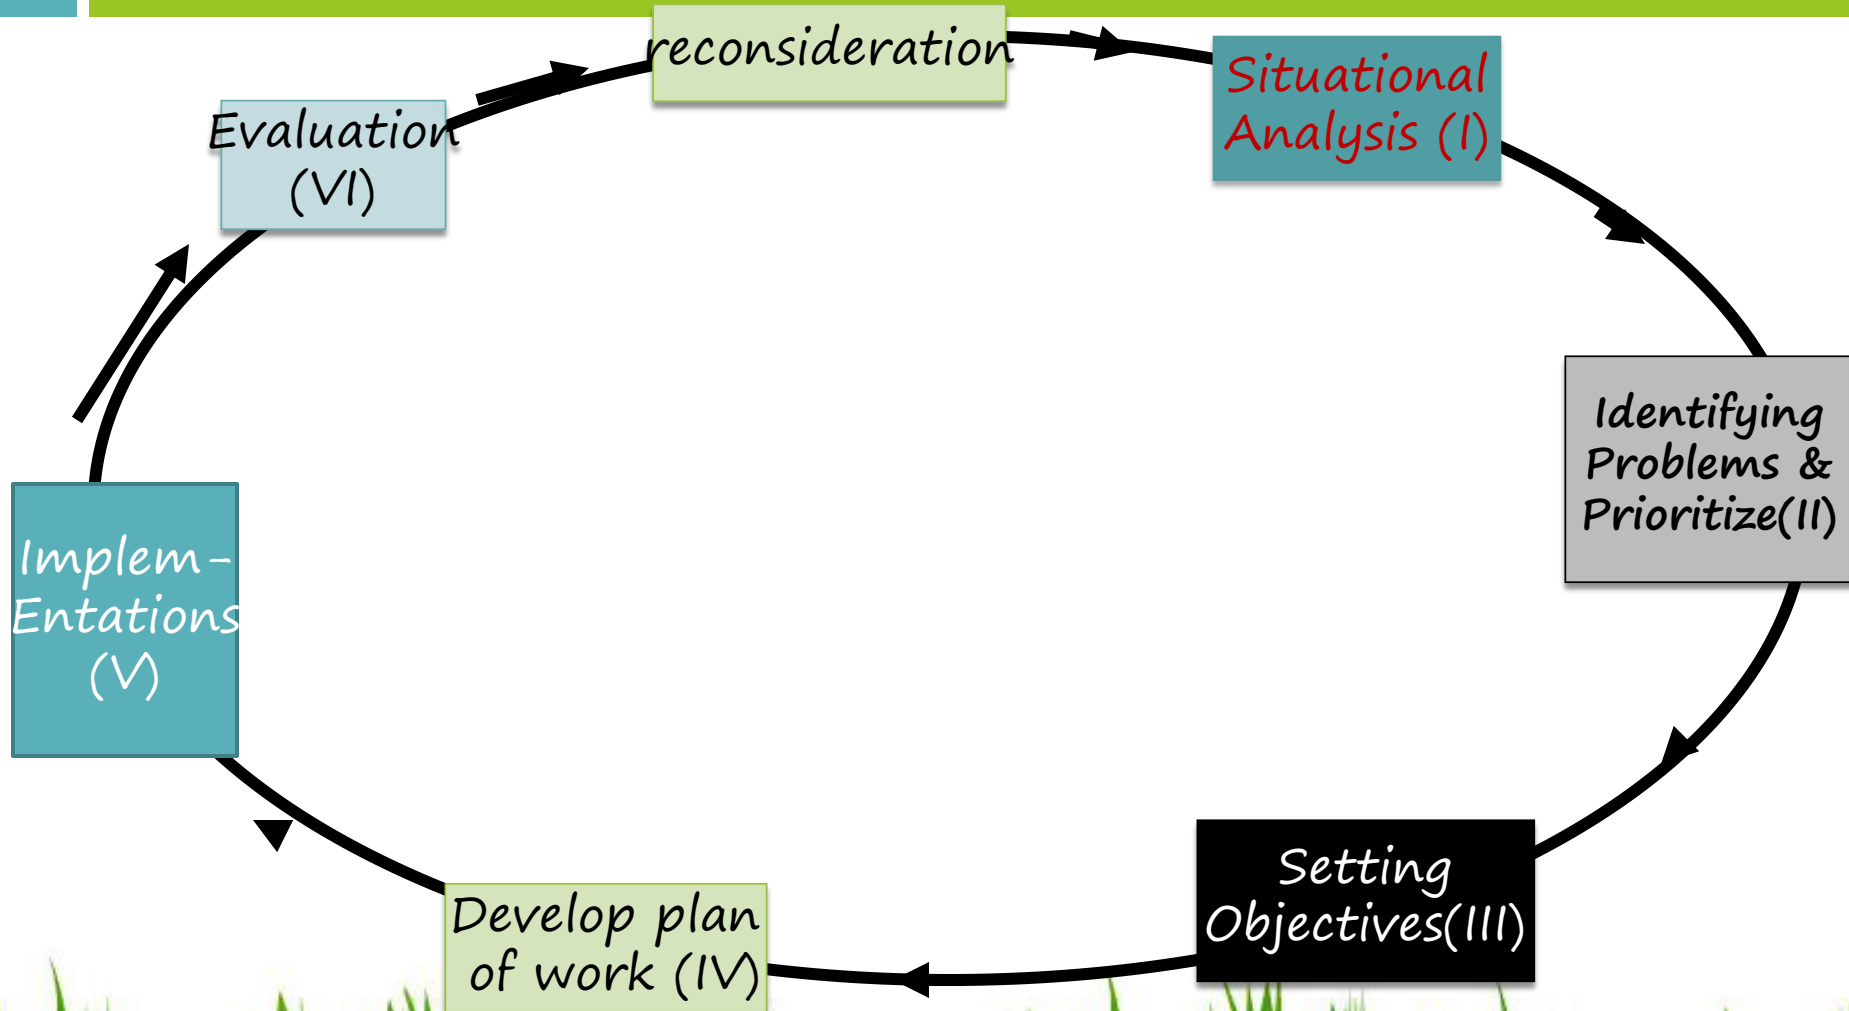 reconsideration
Situational
Analysis (I)
Identifying
Problems &
Prioritize(II)
Setting
Objectives(III)
Develop plan
of work (IV)
Implem-
Entations
(V)
Evaluation
(VI)